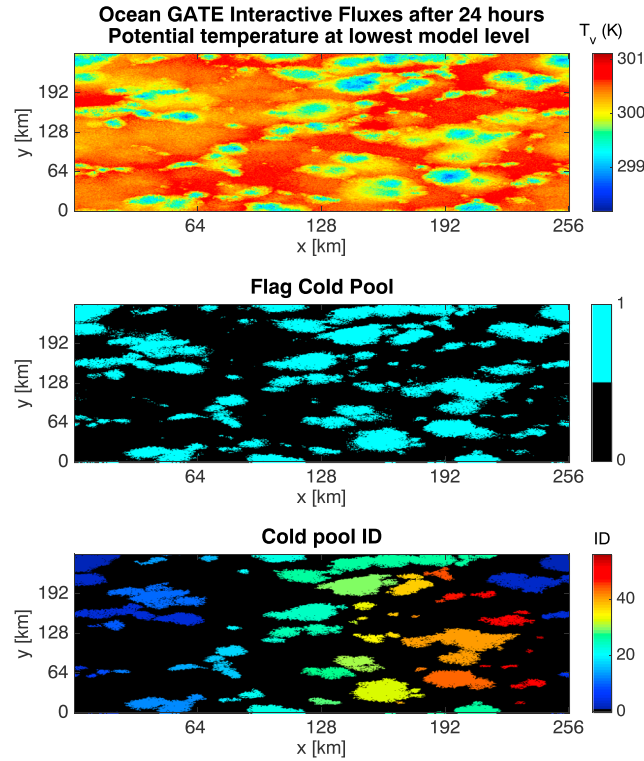 Ocean GATE Interactive Fluxes after 24 hours
Potential temperature at lowest model level
T_v (K)
301
300
299
y [km]
192
128
64
0
64
128
192
256
x [km]
Flag Cold Pool
1
0
y [km]
192
128
64
0
64
128
192
256
x [km]
Cold pool ID
ID
40
20
0
y [km]
192
128
64
0
64
128
192
256
x [km]